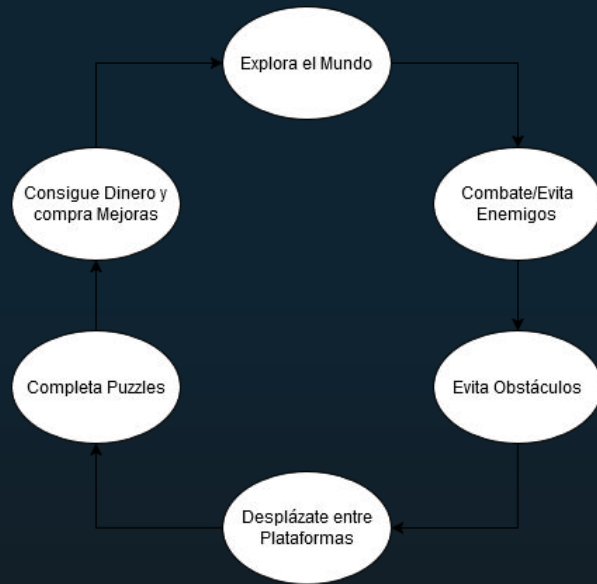 Explora el Mundo
Combate/Evita
Enemigos
Evita Obstáculos
Desplázate entre
Plataformas
Completa Puzzles
Consigue Dinero y
compra Mejoras